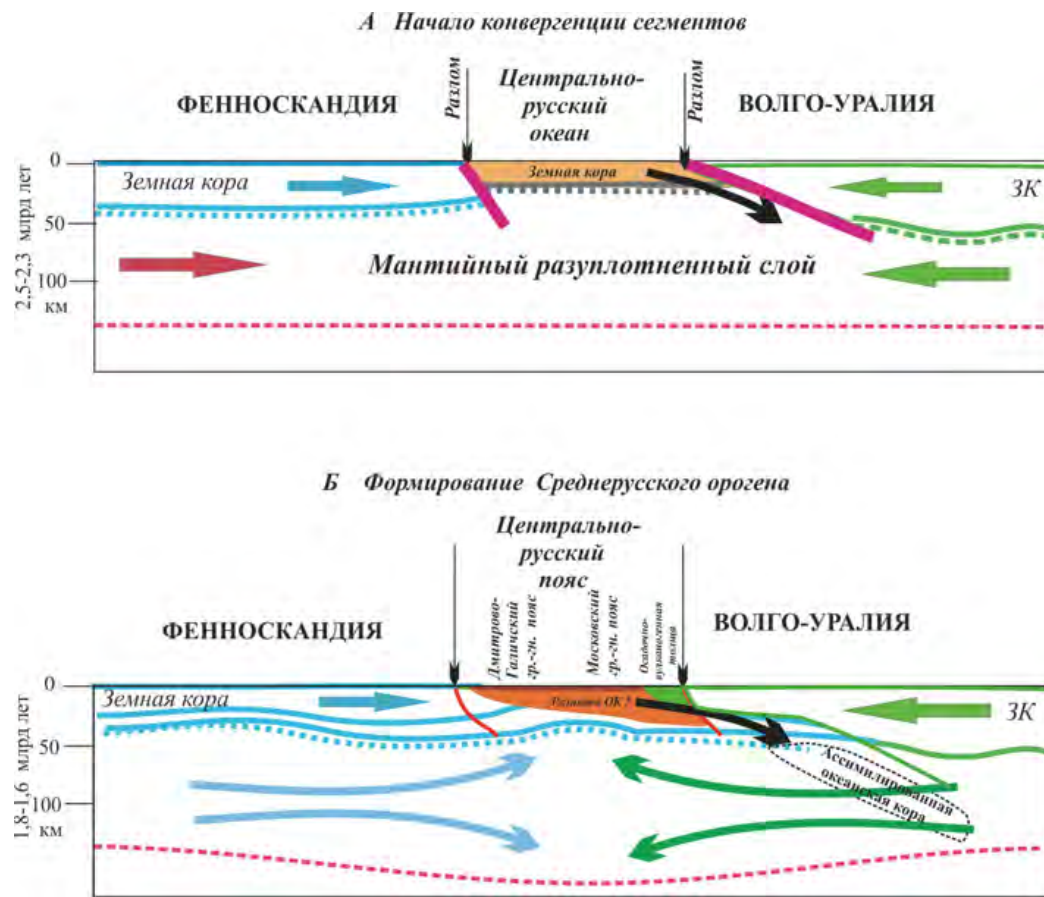 А Начало конвергенции сегментов
ФЕННОСКАНДИЯ
Разлом
Центрально-
русский
океан
Разлом
ВОЛГО-УРАЛИЯ
0
50
100
км
2,5-2,3 млрд лет
Земная кора
Земная кора
ЗК
Мантийный разуплотненный слой
Б Формирование Среднерусского орогена
Центрально-
русский
пояс
ФЕННОСКАНДИЯ
Дмитрово-
Галичский
гр.-гн. пояс
Московский
гр.-гн. пояс
Осадочно-
вулканогенная
толща
ВОЛГО-УРАЛИЯ
0
50
100
км
1,8-1,6 млрд лет
Земная кора
ОК ?
ЗК
Ассимилированная
океанская кора